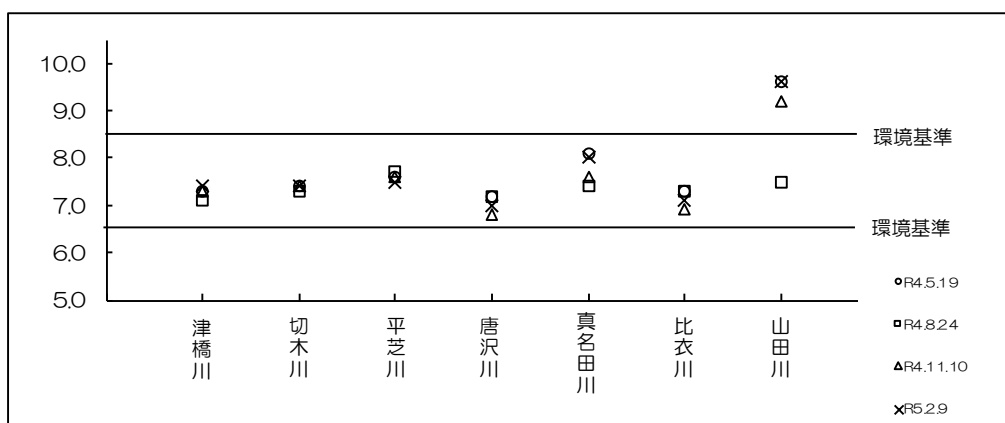 10.0
9.0
環境基準
8.0
7.0
環境基準
6.0
5.0
津橋川
切木川
平芝川
唐沢川
真名田川
比衣川
山田川
R4.5.19
R4.8.24
R4.11.10
R5.2.9